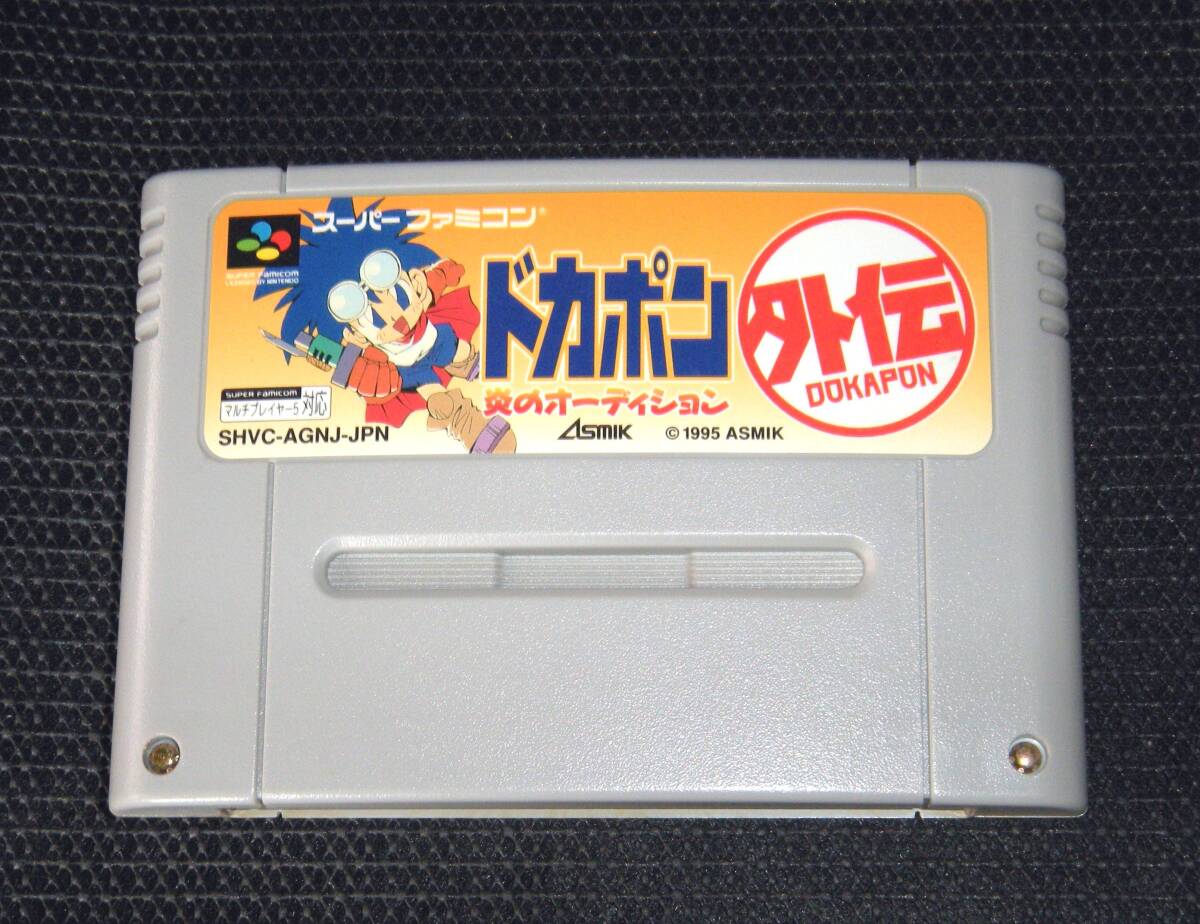 スーパーファミコン®
SUPER Famicom
LICENSED BY NINTENDO
ドカポン
外伝
DOKAPON
炎のオーディション
SUPER Famicom
マルチプレイヤー5対応
SHVC-AGNJ-JPN
ASMIK
© 1995 ASMIK